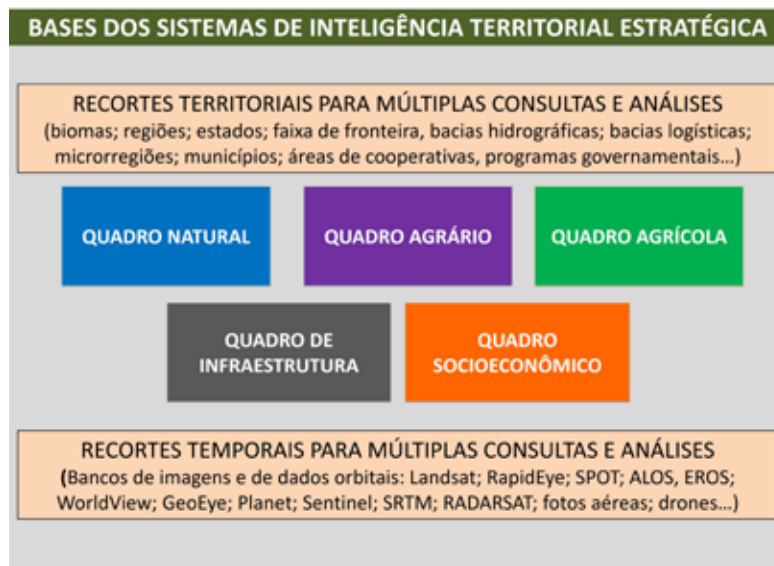 BASES DOS SISTEMAS DE INTELIGÊNCIA TERRITORIAL ESTRATÉGICA
RECORTES TERRITORIAIS PARA MÚLTIPLAS CONSULTAS E ANÁLISES
(biomas; regiões; estados; faixa de fronteira, bacias hidrográficas; bacias logísticas;
microrregiões; municípios; áreas de cooperativas, programas governamentais...)
QUADRO NATURAL
QUADRO AGRÁRIO
QUADRO AGRÍCOLA
QUADRO DE
INFRAESTRUTURA
QUADRO
SOCIOECONÔMICO
RECORTES TEMPORAIS PARA MÚLTIPLAS CONSULTAS E ANÁLISES
(Bancos de imagens e de dados orbitais: Landsat; RapidEye; SPOT; ALOS, EROS;
WorldView; GeoEye; Planet; Sentinel; SRTM; RADARSAT; fotos aéreas; drones...)